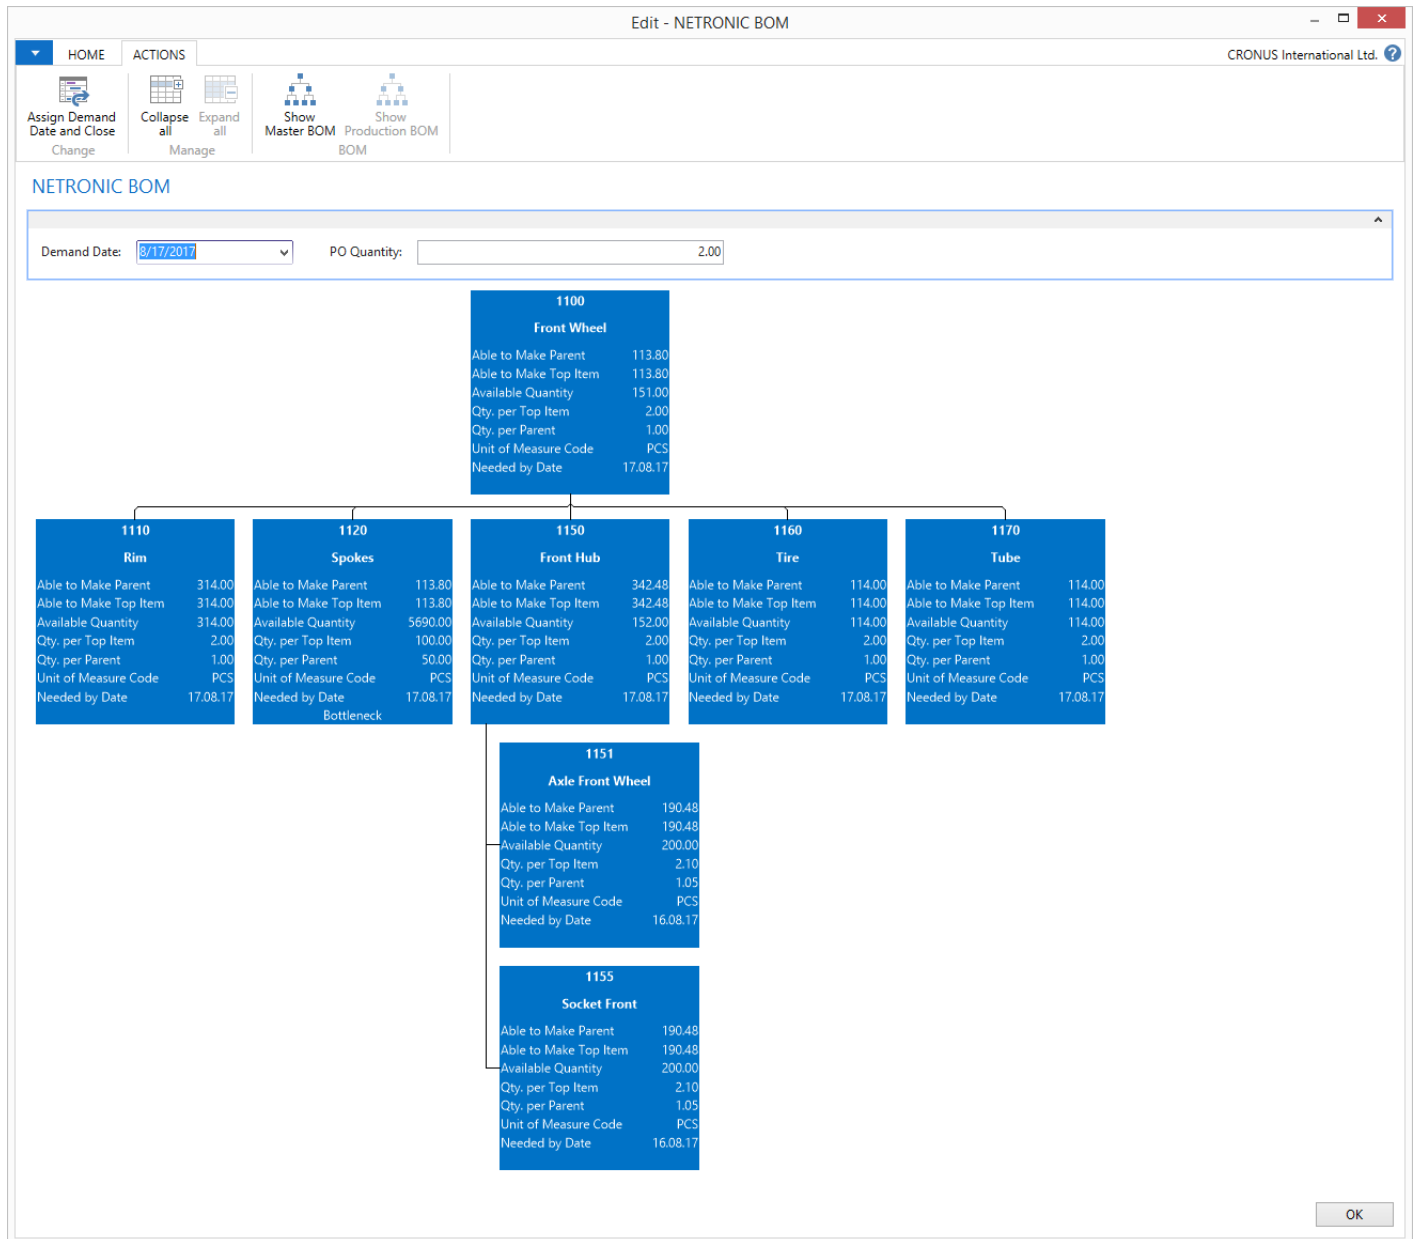 Edit - NETRONIC BOM
HOME ACTIONS CRONUS International Ltd. ?
Assign Demand Date and Close
Collapse all
Expand all
Show Master BOM
Show Production BOM
Change Manage BOM
NETRONIC BOM
Demand Date: 8/17/2017 PO Quantity: 2.00
1100
Front Wheel
Able to Make Parent 113.80
Able to Make Top Item 113.80
Available Quantity 151.00
Qty. per Top Item 2.00
Qty. per Parent 1.00
Unit of Measure Code PCS
Needed by Date 17.08.17
1110
Rim
Able to Make Parent 314.00
Able to Make Top Item 314.00
Available Quantity 314.00
Qty. per Top Item 2.00
Qty. per Parent 1.00
Unit of Measure Code PCS
Needed by Date 17.08.17
1120
Spokes
Able to Make Parent 113.80
Able to Make Top Item 113.80
Available Quantity 5690.00
Qty. per Top Item 100.00
Qty. per Parent 50.00
Unit of Measure Code PCS
Needed by Date 17.08.17
Bottleneck
1150
Front Hub
Able to Make Parent 342.48
Able to Make Top Item 342.48
Available Quantity 152.00
Qty. per Top Item 2.00
Qty. per Parent 1.00
Unit of Measure Code PCS
Needed by Date 17.08.17
1160
Tire
Able to Make Parent 114.00
Able to Make Top Item 114.00
Available Quantity 114.00
Qty. per Top Item 2.00
Qty. per Parent 1.00
Unit of Measure Code PCS
Needed by Date 17.08.17
1170
Tube
Able to Make Parent 114.00
Able to Make Top Item 114.00
Available Quantity 114.00
Qty. per Top Item 2.00
Qty. per Parent 1.00
Unit of Measure Code PCS
Needed by Date 17.08.17
1151
Axle Front Wheel
Able to Make Parent 190.48
Able to Make Top Item 190.48
Available Quantity 200.00
Qty. per Top Item 2.10
Qty. per Parent 1.05
Unit of Measure Code PCS
Needed by Date 16.08.17
1155
Socket Front
Able to Make Parent 190.48
Able to Make Top Item 190.48
Available Quantity 200.00
Qty. per Top Item 2.10
Qty. per Parent 1.05
Unit of Measure Code PCS
Needed by Date 16.08.17
OK